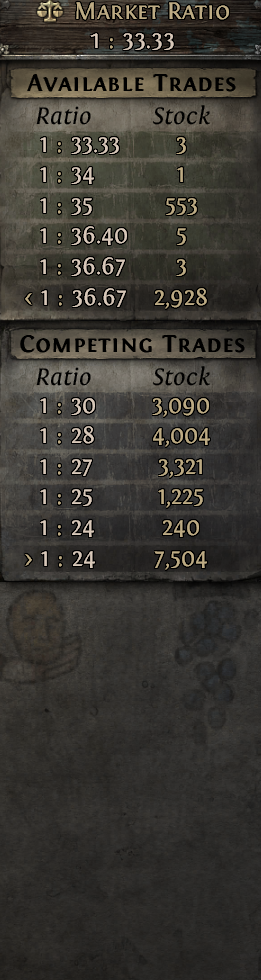 MARKET RATIO
1 : 33.33
AVAILABLE TRADES
Ratio Stock
1 : 33.33 3
1 : 34 1
1 : 35 553
1 : 36.40 5
1 : 36.67 3
< 1 : 36.67 2,928
COMPETING TRADES
Ratio Stock
1 : 30 3,090
1 : 28 4,004
1 : 27 3,321
1 : 25 1,225
1 : 24 240
> 1 : 24 7,504